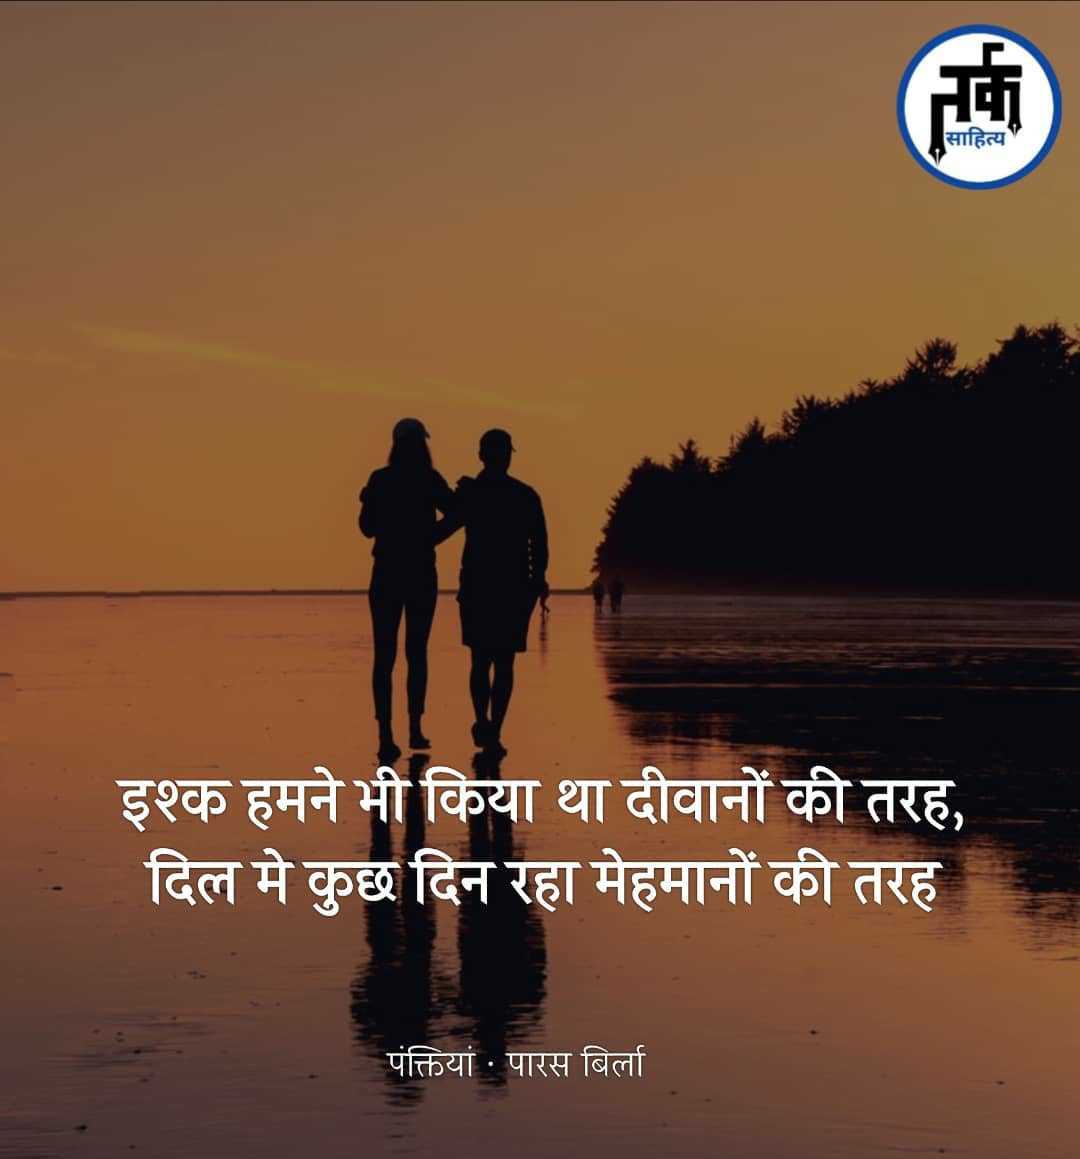 तर्क
साहित्य
इश्क हमने भी किया था दीवानों की तरह,
दिल मे कुछ दिन रहा मेहमानों की तरह
पंक्तियां · पारस बिर्ला